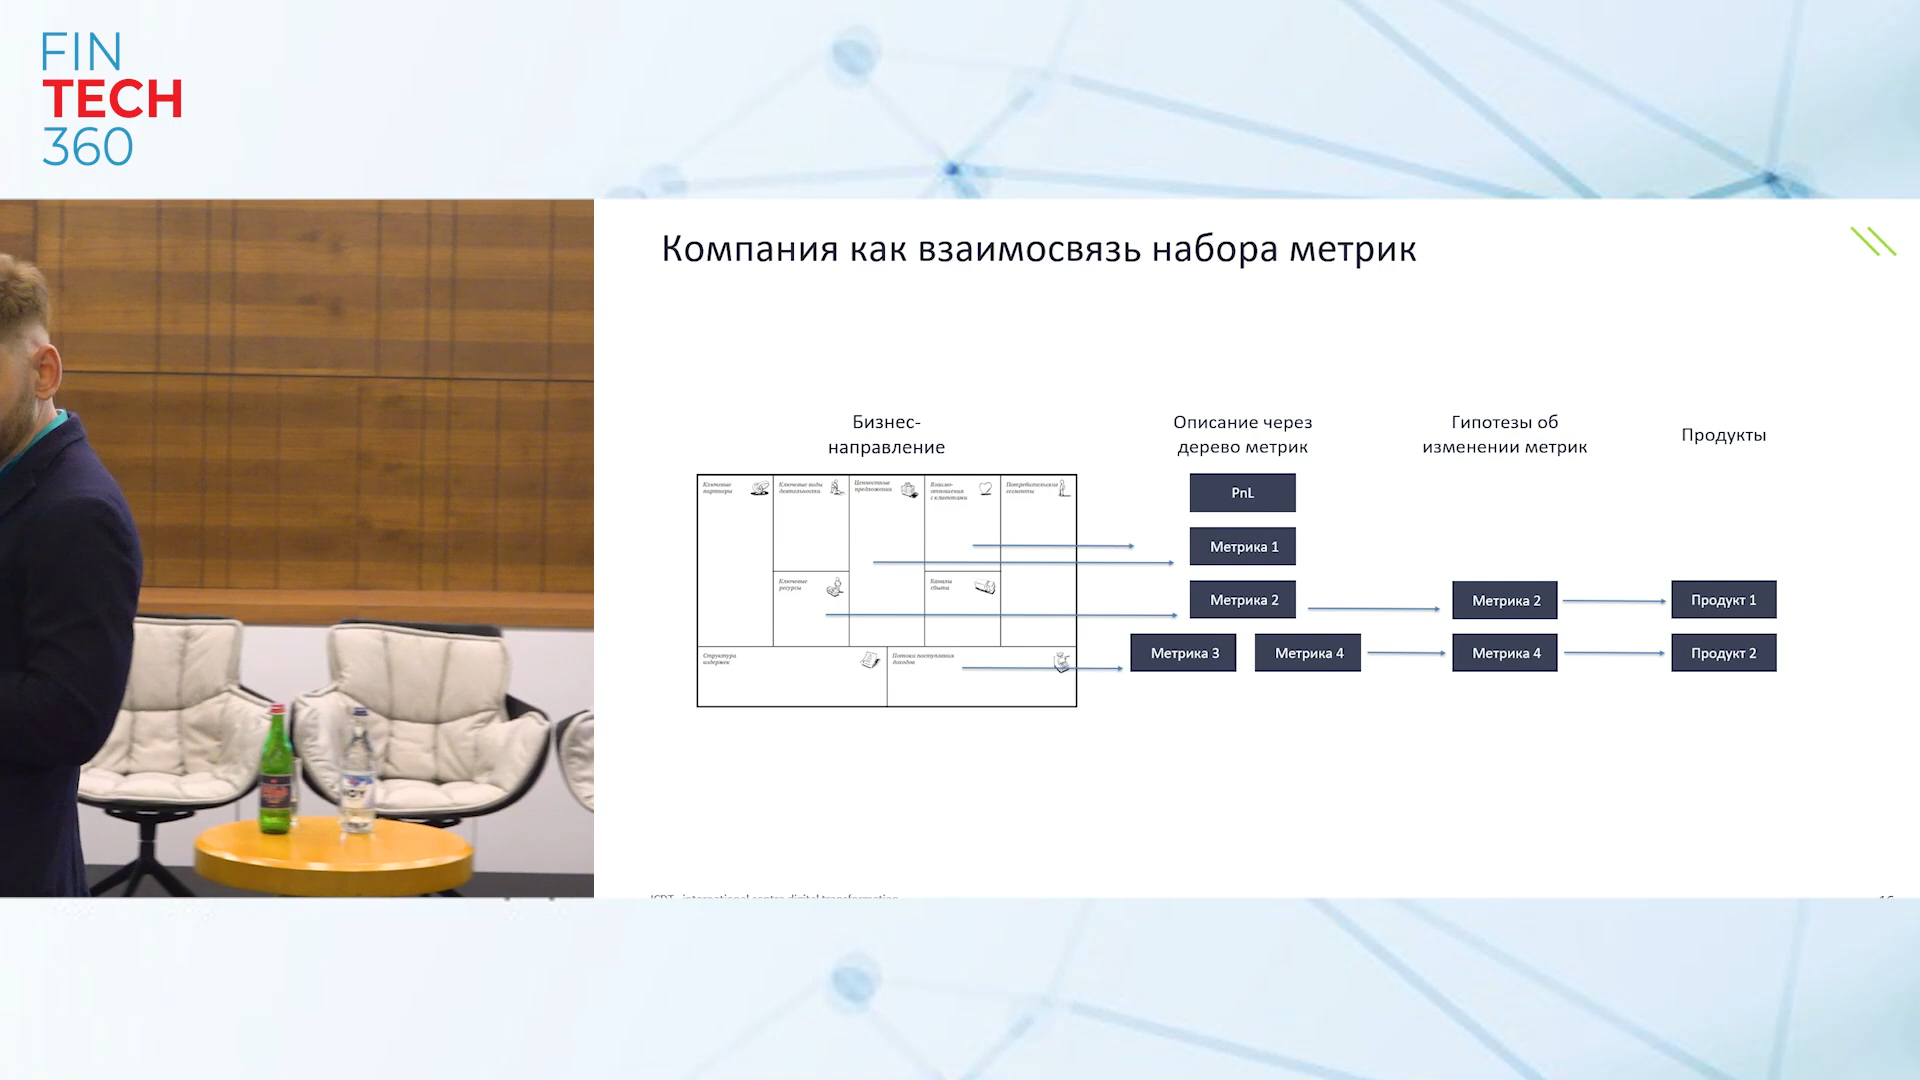 FIN
TECH
360
Компания как взаимосвязь набора метрик
Бизнес-
направление
Описание через
дерево метрик
Гипотезы об
изменении метрик
Продукты
Ключевые
партнеры
Ключевые виды
деятельности
Ценностные
предложения
Взаимо-
отношения
с клиентами
Потребительские
сегменты
Ключевые
ресурсы
Каналы
сбыта
Структура
издержек
Потоки поступления
доходов
PnL
Метрика 1
Метрика 2
Метрика 3
Метрика 4
Метрика 2
Метрика 4
Продукт 1
Продукт 2